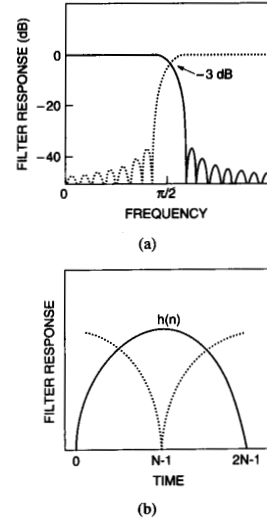 FILTER RESPONSE (dB)
0
-20
-40
-3 dB
0
π/2
FREQUENCY
(a)
FILTER RESPONSE
h(n)
0
N-1
2N-1
TIME
(b)